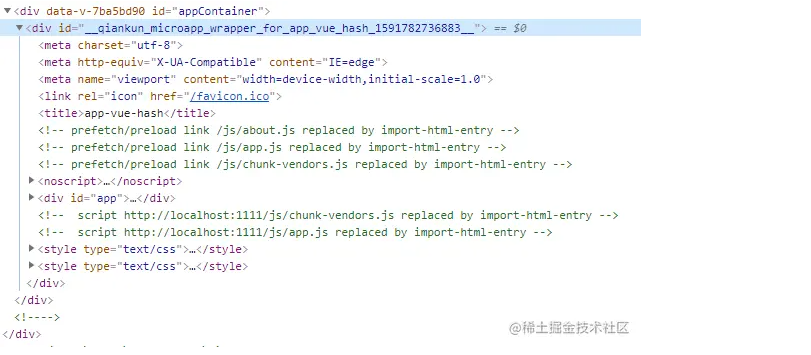 ▼<div data-v-7ba5bd90 id="appContainer">
▼<div id="__qiankun_microapp_wrapper_for_app_vue_hash_1591782736883__"> == $0
<meta charset="utf-8">
<meta http-equiv="X-UA-Compatible" content="IE=edge">
<meta name="viewport" content="width=device-width,initial-scale=1.0">
<link rel="icon" href="/favicon.ico">
<title>app-vue-hash</title>
<!-- prefetch/preload link /js/about.js replaced by import-html-entry -->
<!-- prefetch/preload link /js/app.js replaced by import-html-entry -->
<!-- prefetch/preload link /js/chunk-vendors.js replaced by import-html-entry -->
▶<noscript>…</noscript>
▶<div id="app">…</div>
<!--  script http://localhost:1111/js/chunk-vendors.js replaced by import-html-entry -->
<!--  script http://localhost:1111/js/app.js replaced by import-html-entry -->
▶<style type="text/css">…</style>
▶<style type="text/css">…</style>
</div>
</div>
<!---->
</div>
@稀土掘金技术社区